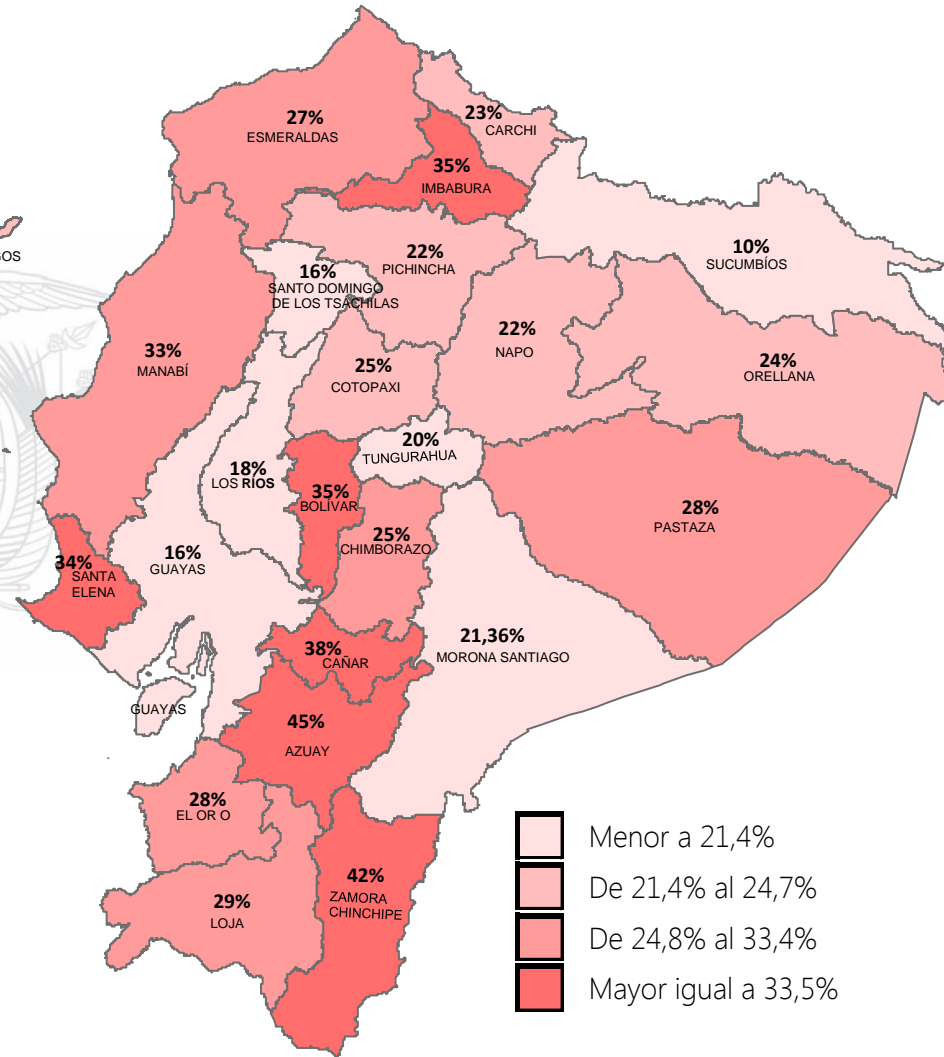 27%
ESMERALDAS
23%
CARCHI
35%
IMBABURA
10%
SUCUMBÍOS
22%
PICHINCHA
16%
SANTO DOMINGO
DE LOS TSÁCHILAS
22%
NAPO
24%
ORELLANA
33%
MANABÍ
25%
COTOPAXI
20%
TUNGURAHUA
18%
LOS RÍOS
35%
BOLÍVAR
28%
PASTAZA
25%
CHIMBORAZO
16%
GUAYAS
34%
SANTA
ELENA
21,36%
MORONA SANTIAGO
38%
CAÑAR
GUAYAS
45%
AZUAY
28%
EL OR O
42%
ZAMORA
CHINCHIPE
29%
LOJA
Menor a 21,4%
De 21,4% al 24,7%
De 24,8% al 33,4%
Mayor igual a 33,5%